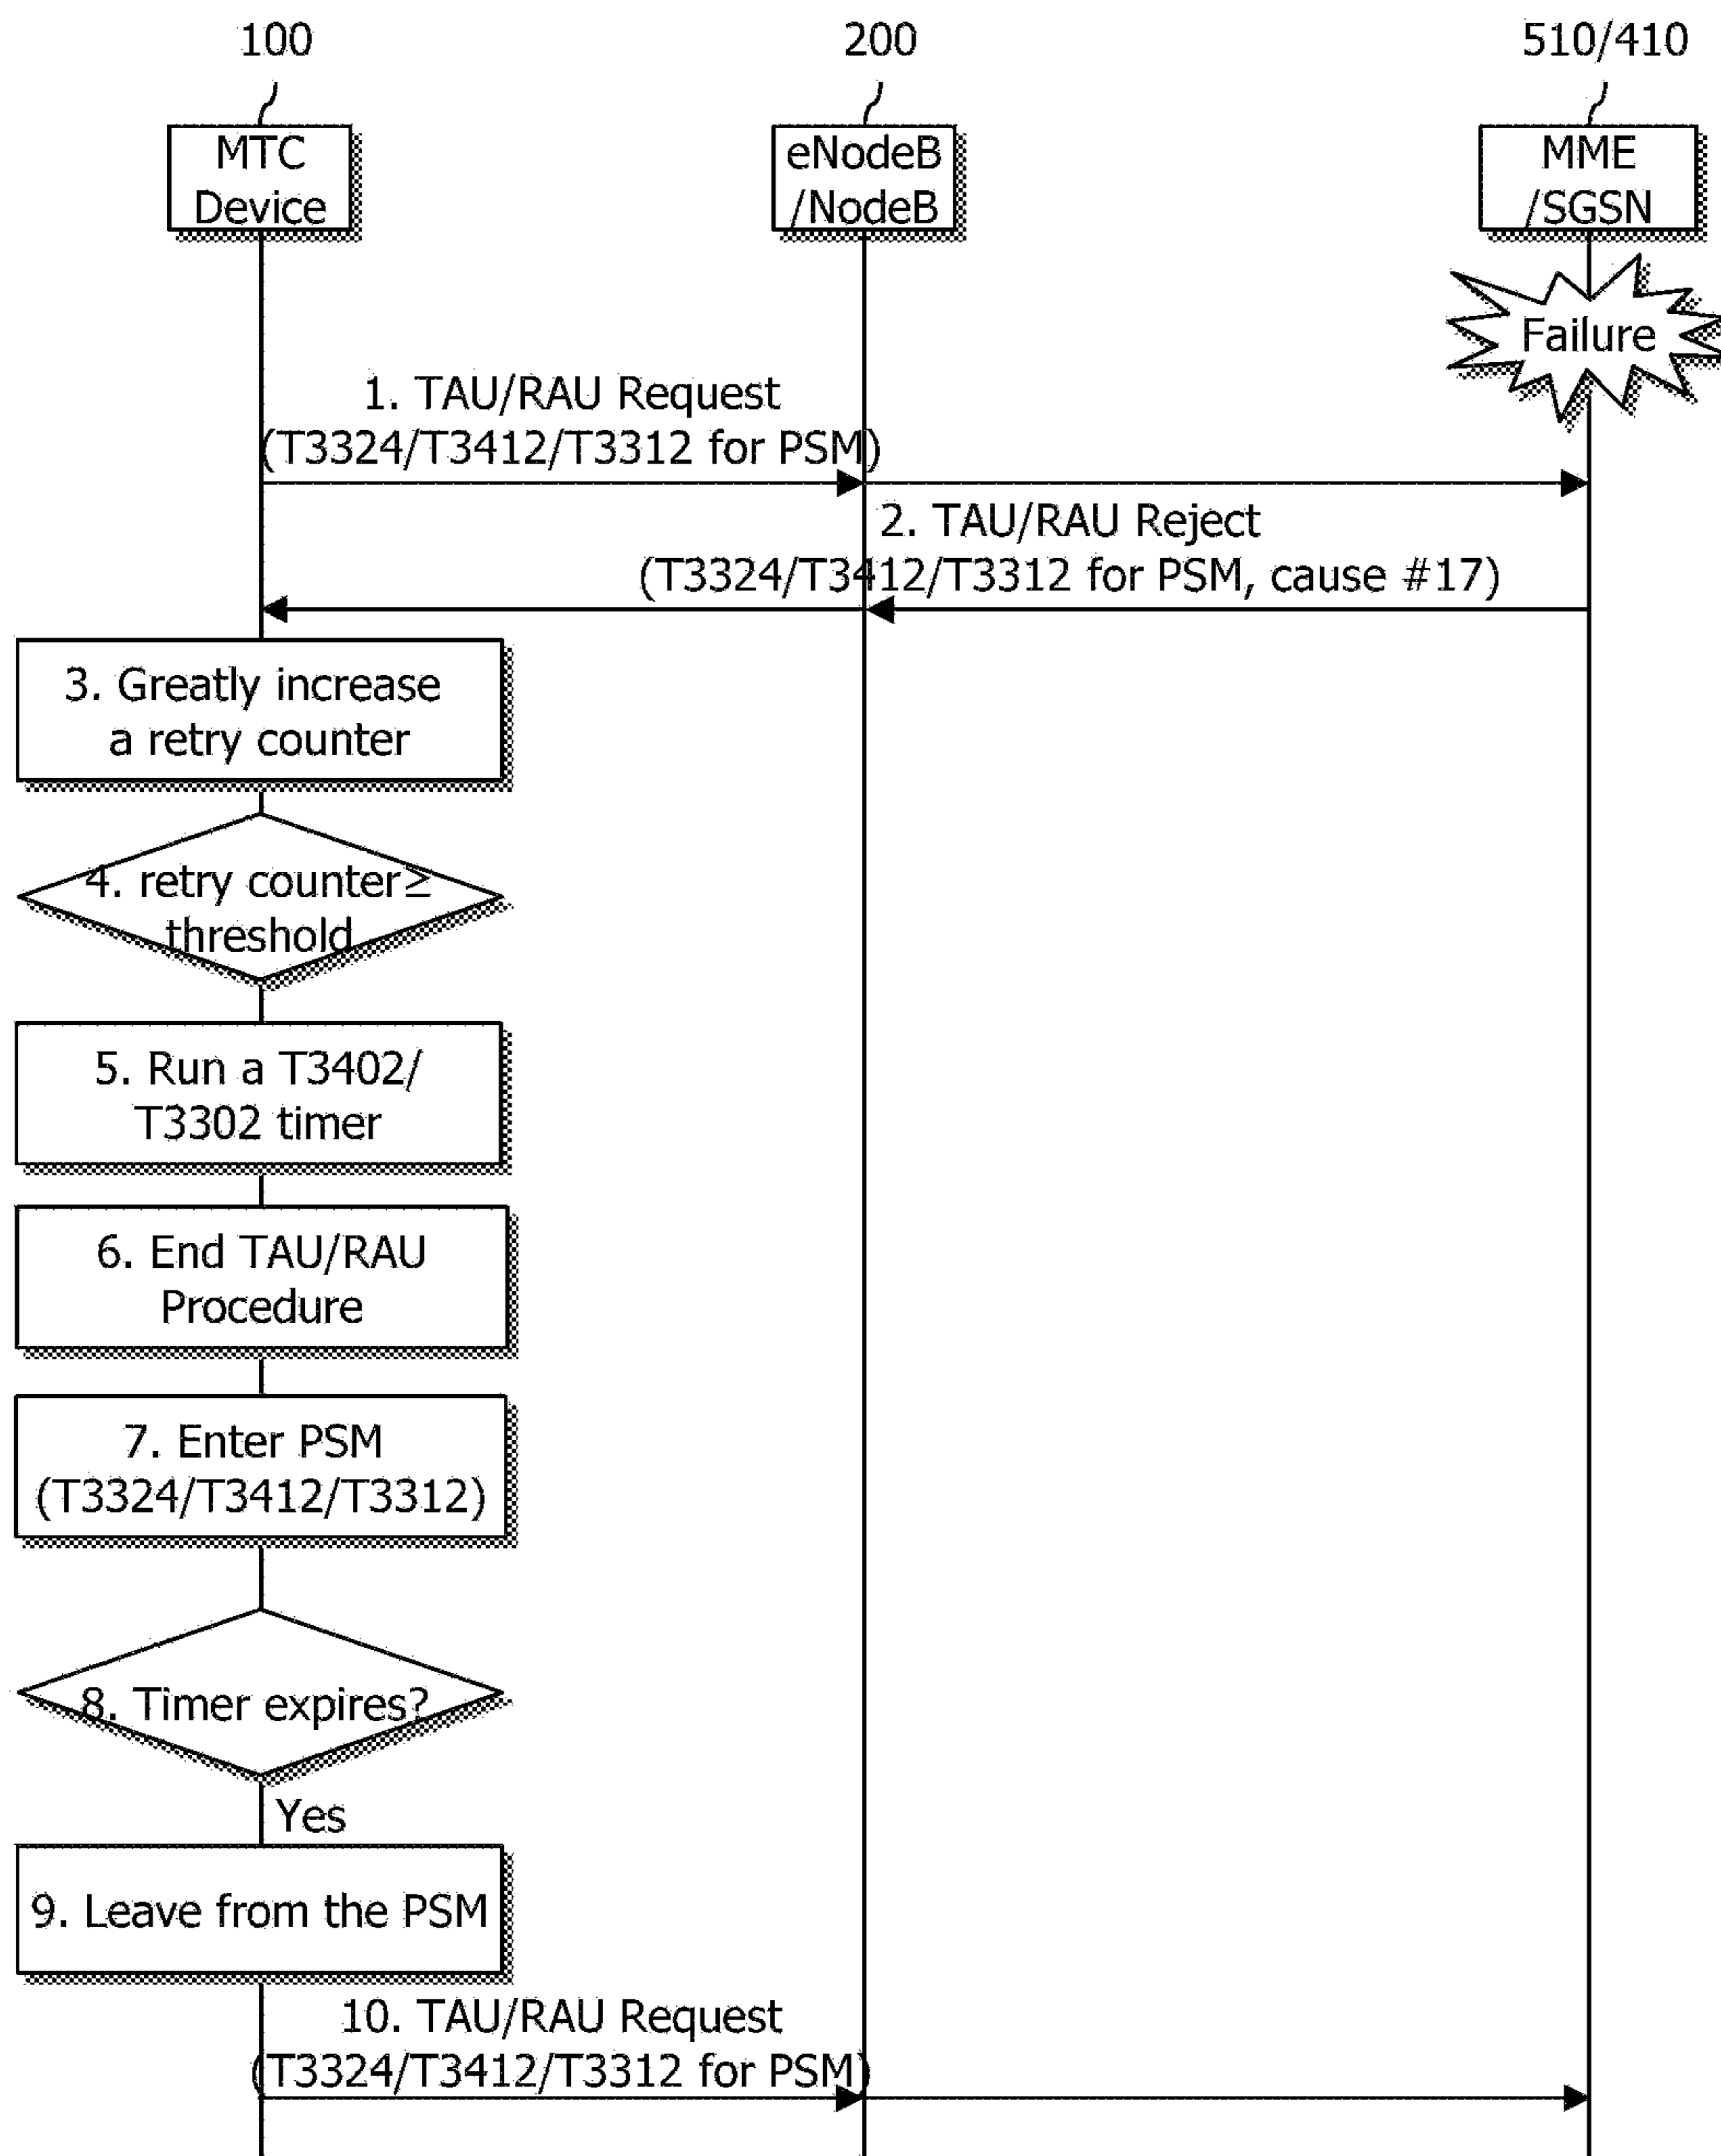 100
200
510/410
MTC
Device
eNodeB
/NodeB
MME
/SGSN
Failure
1. TAU/RAU Request
(T3324/T3412/T3312 for PSM)
2. TAU/RAU Reject
(T3324/T3412/T3312 for PSM, cause #17)
3. Greatly increase
a retry counter
4. retry counter≥
threshold
5. Run a T3402/
T3302 timer
6. End TAU/RAU
Procedure
7. Enter PSM
(T3324/T3412/T3312)
8. Timer expires?
Yes
9. Leave from the PSM
10. TAU/RAU Request
(T3324/T3412/T3312 for PSM)